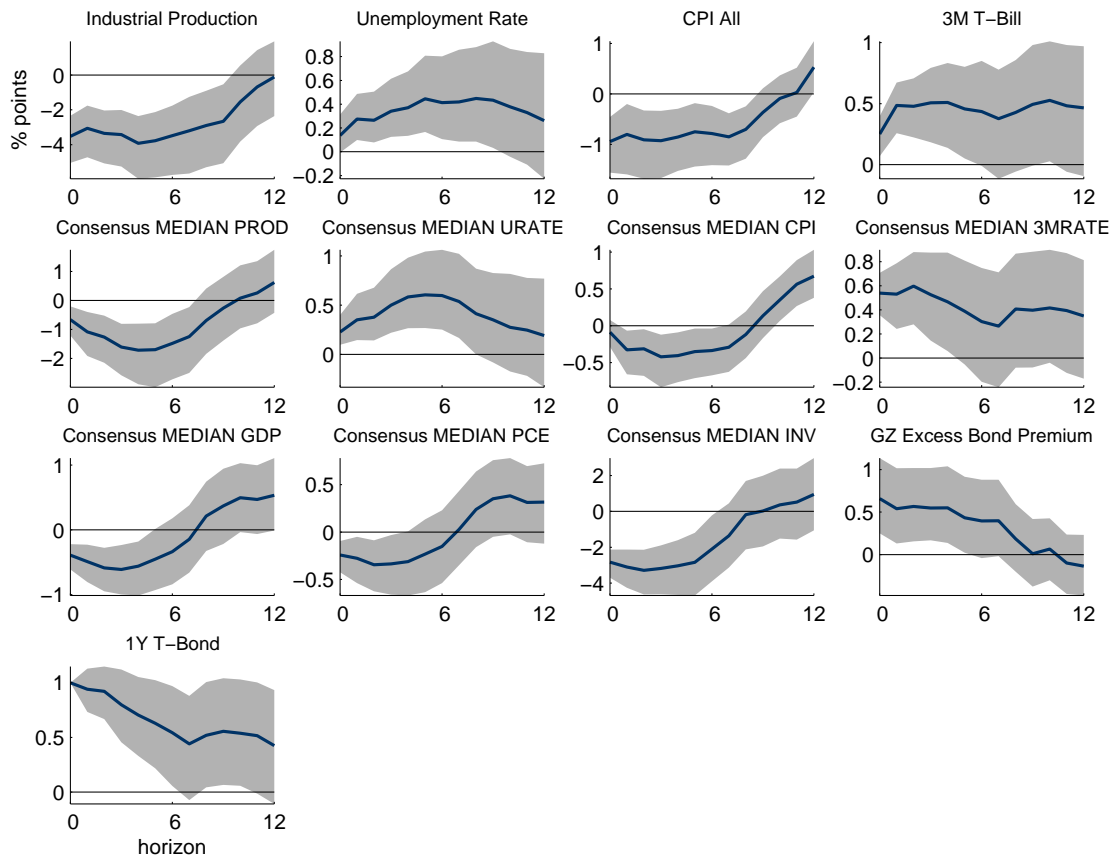 Industrial Production
Unemployment Rate
CPI All
3M T−Bill
% points
0
−2
−4
0 6 12
0.8
0.6
0.4
0.2
0
−0.2
0 6 12
1
0
−1
0 6 12
1
0.5
0
0 6 12
Consensus MEDIAN PROD
Consensus MEDIAN URATE
Consensus MEDIAN CPI
Consensus MEDIAN 3MRATE
1
0
−1
−2
0 6 12
1
0.5
0
0 6 12
1
0.5
0
−0.5
0 6 12
0.8
0.6
0.4
0.2
0
−0.2
0 6 12
Consensus MEDIAN GDP
Consensus MEDIAN PCE
Consensus MEDIAN INV
GZ Excess Bond Premium
1
0
−1
0 6 12
0.5
0
−0.5
0 6 12
2
0
−2
−4
0 6 12
1
0.5
0
0 6 12
1Y T−Bond
1
0.5
0
0 6 12
horizon